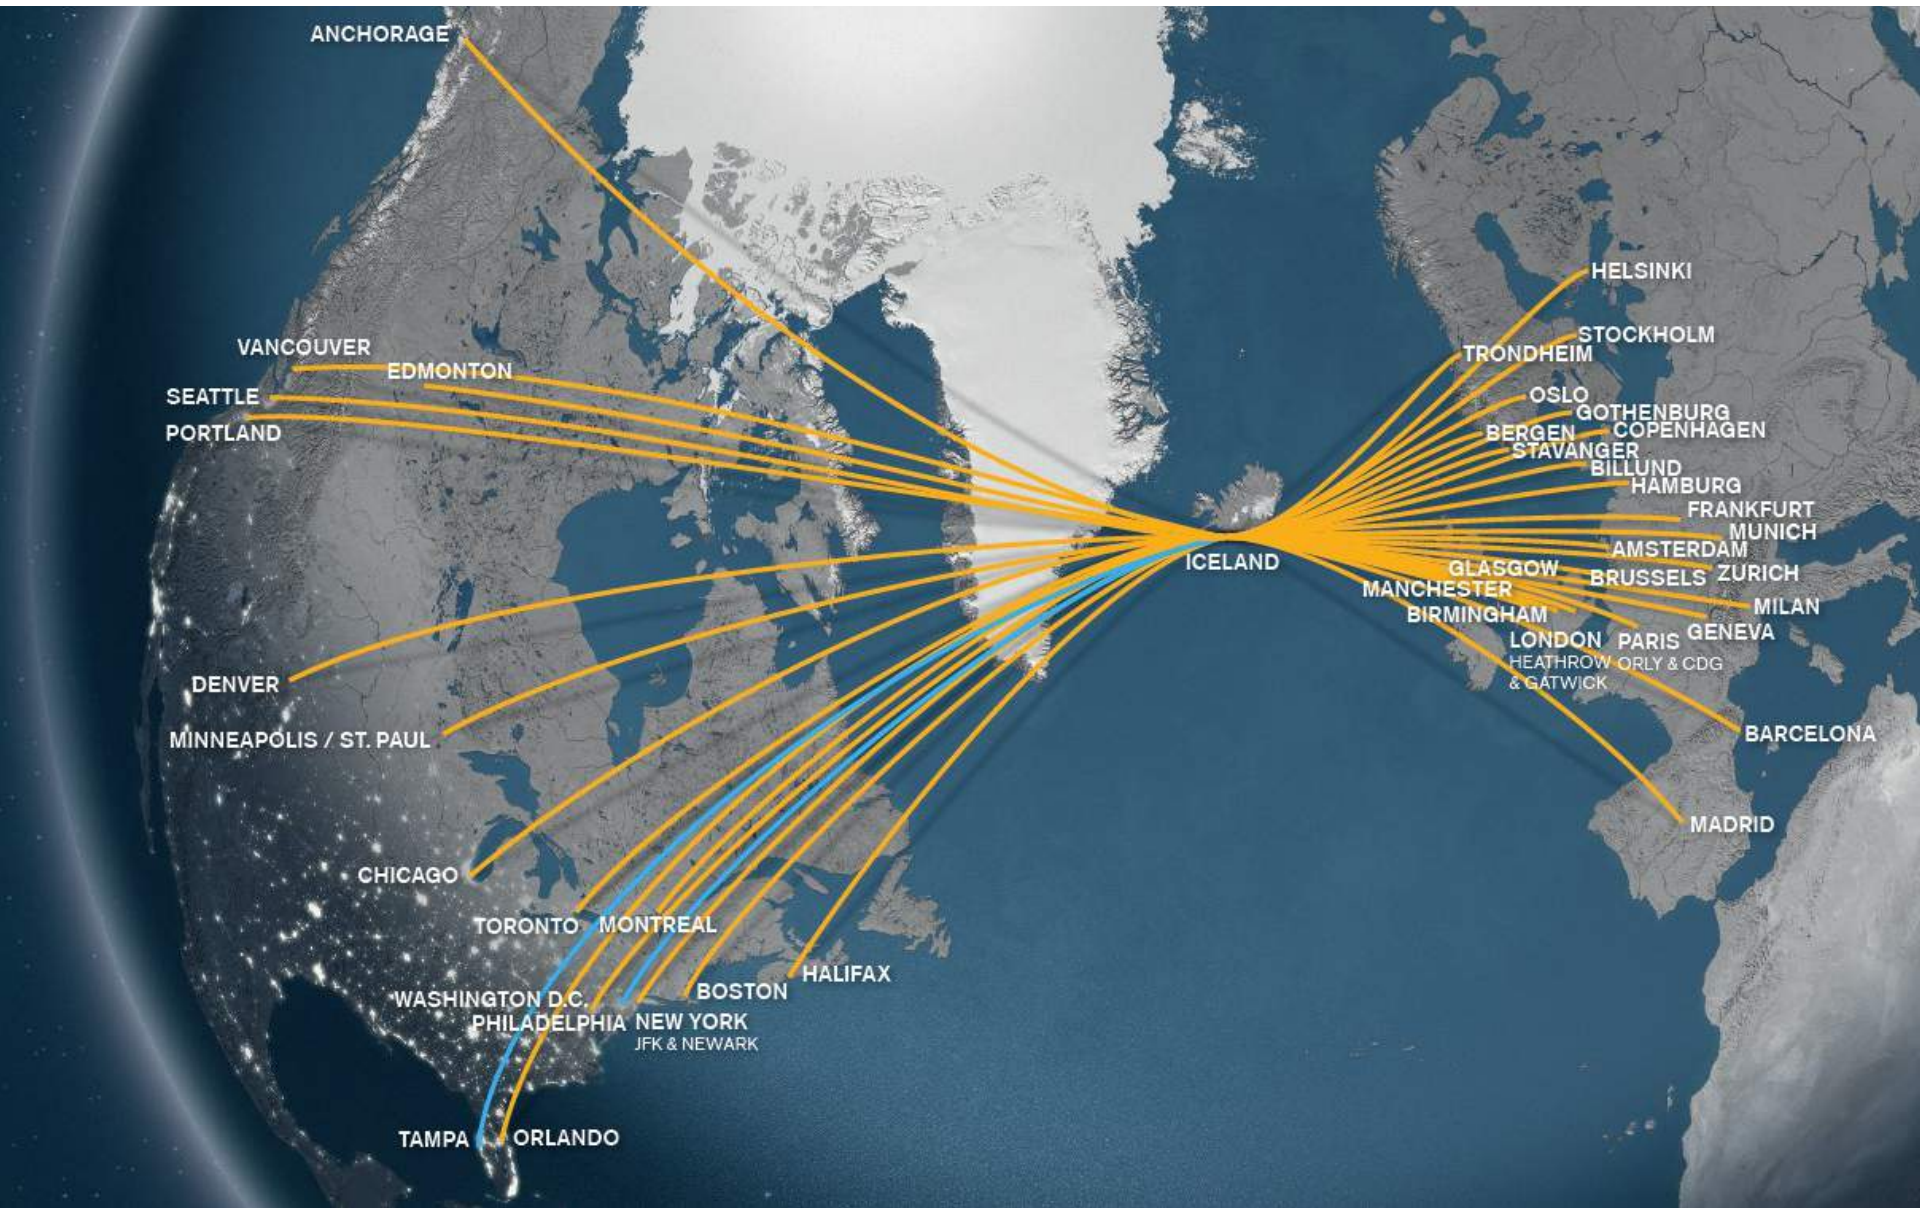 ANCHORAGE
VANCOUVER
EDMONTON
SEATTLE
PORTLAND
DENVER
MINNEAPOLIS / ST. PAUL
CHICAGO
TORONTO
MONTREAL
HALIFAX
BOSTON
WASHINGTON D.C.
PHILADELPHIA
NEW YORK
JFK & NEWARK
TAMPA
ORLANDO
ICELAND
HELSINKI
STOCKHOLM
TRONDHEIM
OSLO
GOTHENBURG
COPENHAGEN
BERGEN
STAVANGER
BILLUND
HAMBURG
FRANKFURT
MUNICH
AMSTERDAM
GLASGOW
ZURICH
BRUSSELS
MANCHESTER
MILAN
BIRMINGHAM
GENEVA
LONDON
HEATHROW
& GATWICK
PARIS
ORLY & CDG
BARCELONA
MADRID